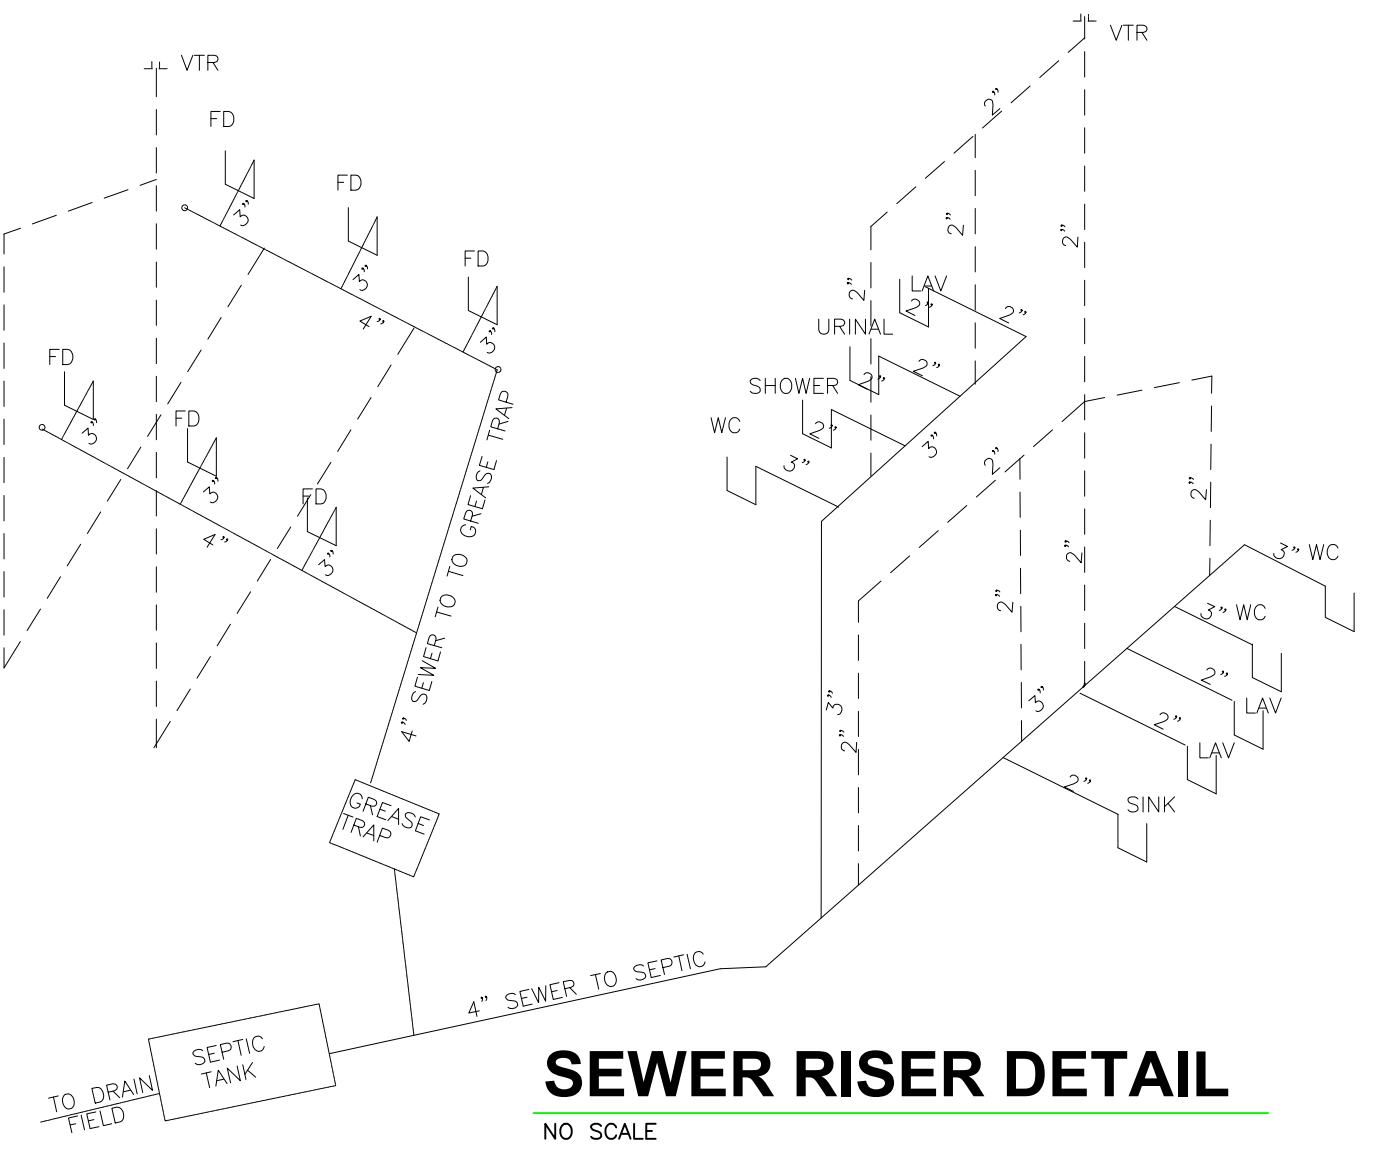 VTR
VTR
FD
FD
FD
3”
3”
3”
4”
FD
FD
FD
3”
3”
3”
4”
4” SEWER TO TO GREASE TRAP
GREASE
TRAP
2”
2”
2”
2”
LAV
2”
2”
URINAL
2”
2”
SHOWER
2”
WC
3”
3”
2”
2”
2”
2”
3”
2”
3”
3” WC
3” WC
2”
LAV
2”
LAV
2”
SINK
4” SEWER TO SEPTIC
SEPTIC
TANK
TO DRAIN
FIELD
SEWER RISER DETAIL
NO SCALE